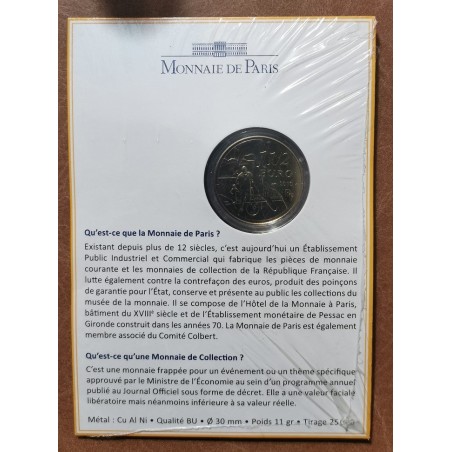 MONNAIE DE PARIS
1 1/2
EURO
Qu'est-ce que la Monnaie de Paris ?
Existant depuis plus de 12 siècles, c'est aujourd'hui un Établissement
Public Industriel et Commercial qui fabrique les pièces de monnaie
courante et les monnaies de collection de la République Française. Il
lutte également contre la contrefaçon des euros, produit des poinçons
de garantie pour l'État, conserve et présente au public les collections du
musée de la monnaie. Il se compose de l'Hôtel de la Monnaie à Paris,
bâtiment du XVIIIe siècle et de l'Établissement monétaire de Pessac en
Gironde construit dans les années 70. La Monnaie de Paris est également
membre associé du Comité Colbert.
Qu'est-ce qu'une Monnaie de Collection ?
C'est une monnaie frappée pour un événement ou un thème spécifique
approuvé par le Ministre de l'Économie au sein d'un programme annuel
publié au Journal Officiel sous forme de décret. Elle a une valeur faciale
libératoire mais néanmoins inférieure à sa valeur réelle.
Métal : Cu Al Ni • Qualité BU • Ø 30 mm • Poids 11 gr • Tirage